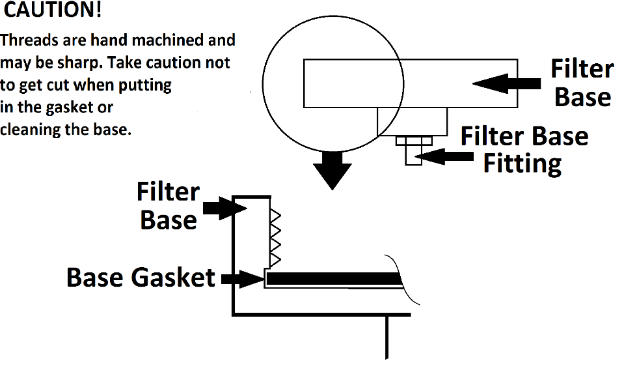 CAUTION!
Threads are hand machined and
may be sharp. Take caution not
to get cut when putting
in the gasket or
cleaning the base.
Filter
Base
Filter Base
Fitting
Filter
Base
Base Gasket